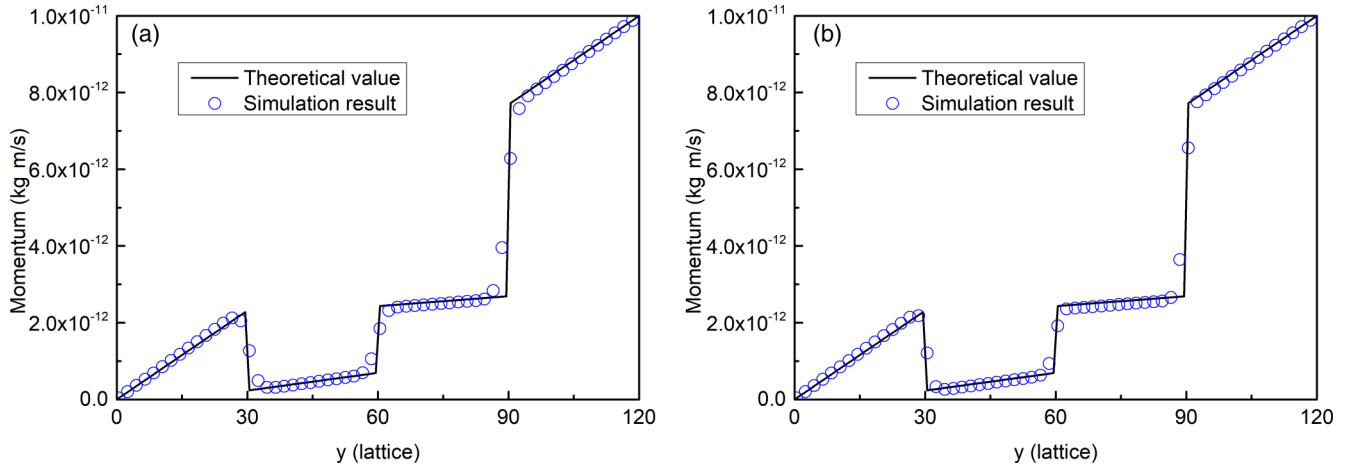 (a)
1.0x10-11
8.0x10-12
6.0x10-12
4.0x10-12
2.0x10-12
0.0
Momentum (kg m/s)
Theoretical value
Simulation result
0 30 60 90 120
y (lattice)
(b)
1.0x10-11
8.0x10-12
6.0x10-12
4.0x10-12
2.0x10-12
0.0
Momentum (kg m/s)
Theoretical value
Simulation result
0 30 60 90 120
y (lattice)